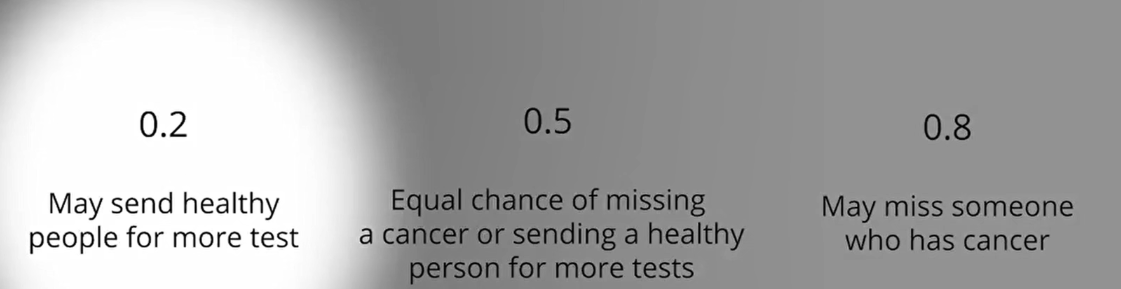 0.2
May send healthy
people for more test
0.5
Equal chance of missing
a cancer or sending a healthy
person for more tests
0.8
May miss someone
who has cancer